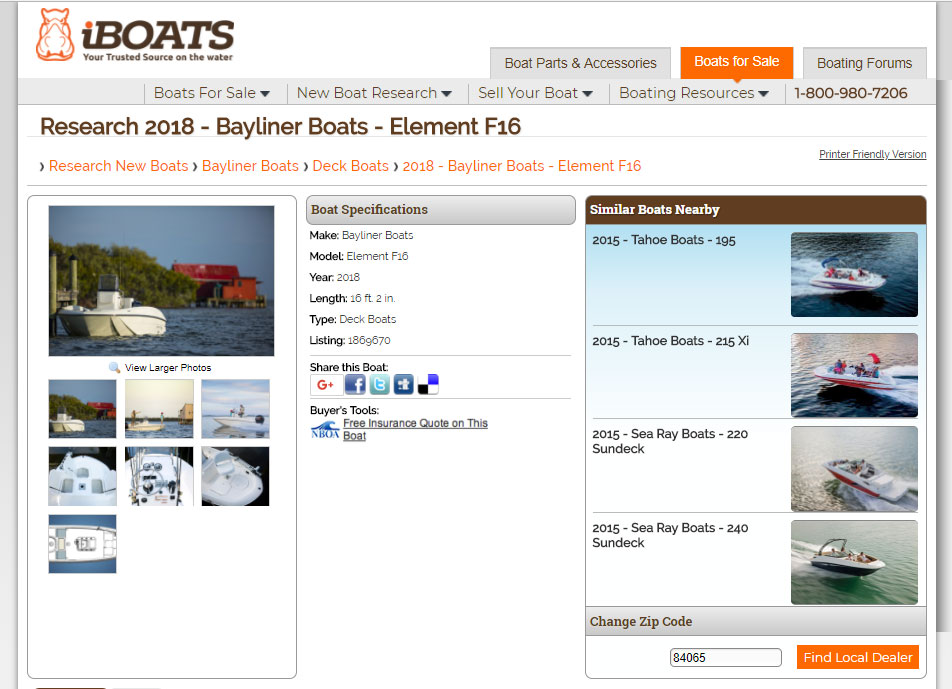 iBOATS
Your Trusted Source on the water
Boat Parts & Accessories
Boats for Sale
Boating Forums
Boats For Sale
New Boat Research
Sell Your Boat
Boating Resources
1-800-980-7206
Research 2018 - Bayliner Boats - Element F16
Printer Friendly Version
› Research New Boats › Bayliner Boats › Deck Boats › 2018 - Bayliner Boats - Element F16
View Larger Photos
Boat Specifications
Make: Bayliner Boats
Model: Element F16
Year: 2018
Length: 16 ft. 2 in.
Type: Deck Boats
Listing: 1869670
Share this Boat:
G+ f t t
Buyer's Tools:
NBOA
Free Insurance Quote on This
Boat
Similar Boats Nearby
2015 - Tahoe Boats - 195
2015 - Tahoe Boats - 215 Xi
2015 - Sea Ray Boats - 220
Sundeck
2015 - Sea Ray Boats - 240
Sundeck
Change Zip Code
84065
Find Local Dealer